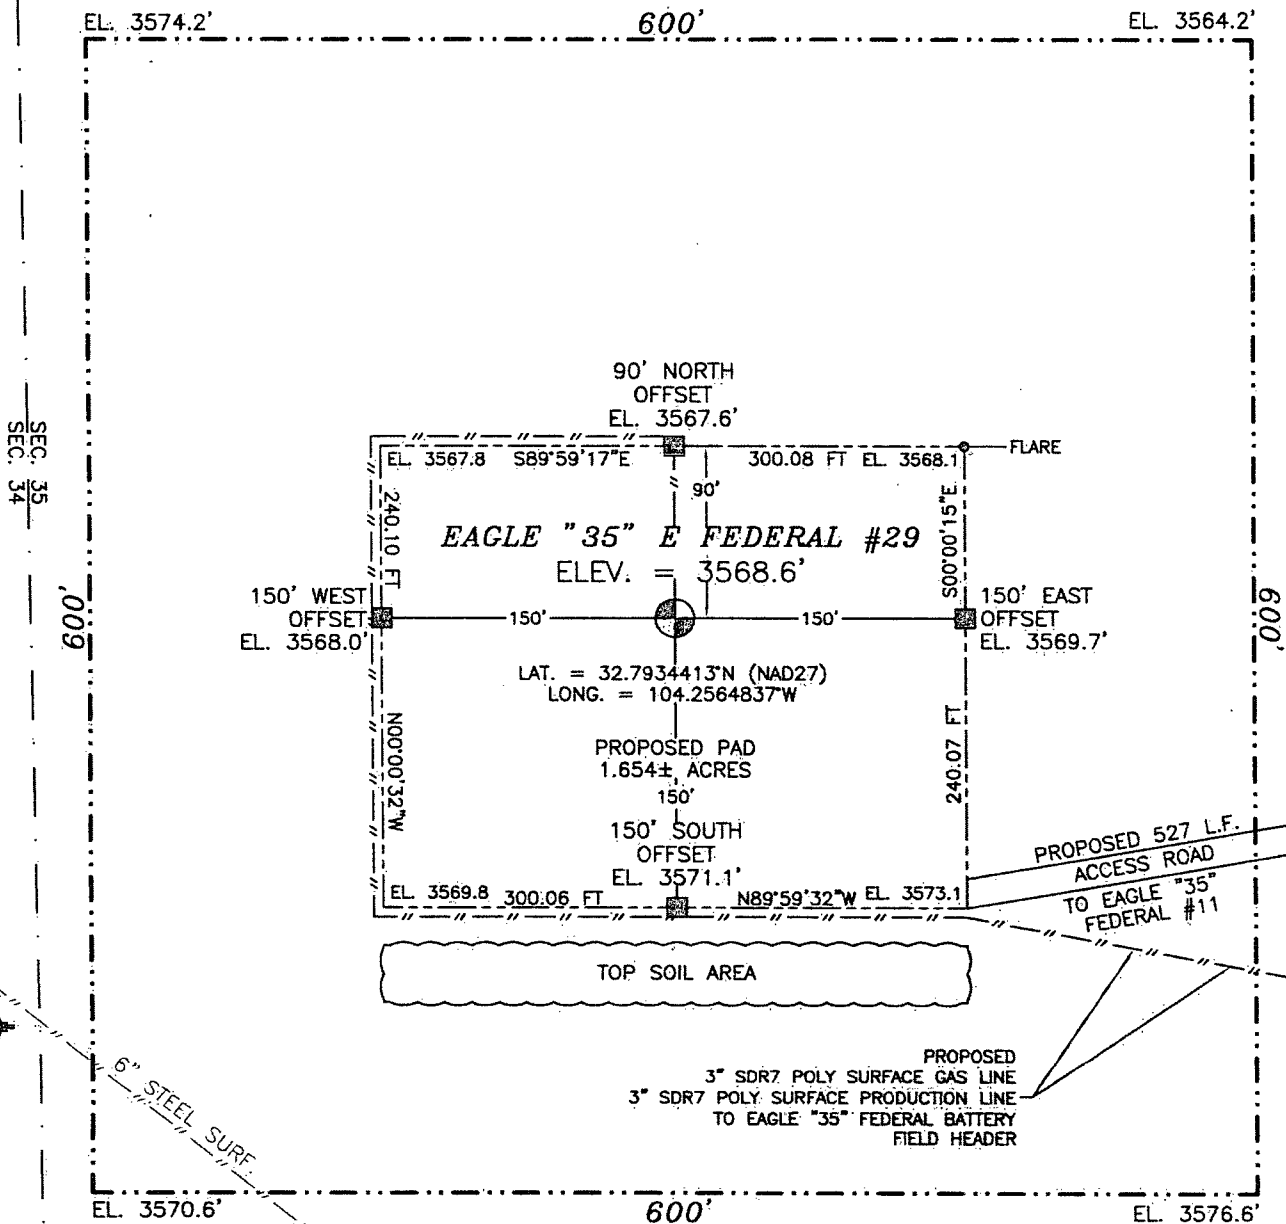 EL. 3574.2'
600'
EL. 3564.2'
90' NORTH
OFFSET
EL. 3567.6'
SEC. 35
SEC. 34
EL. 3567.8
S89°59'17"E
300.08 FT
EL. 3568.1
FLARE
90'
240.10 FT
S00°00'15"E
EAGLE "35" E FEDERAL #29
ELEV. = 3568.6'
150' WEST
OFFSET
EL. 3568.0'
150'
150'
150' EAST
OFFSET
EL. 3569.7'
600'
600'
LAT. = 32.7934413°N (NAD27)
LONG. = 104.2564837°W
N00°00'32"W
240.07 FT
PROPOSED PAD
1.654± ACRES
150'
150' SOUTH
OFFSET
EL. 3571.1'
EL. 3569.8
300.06 FT
N89°59'32"W
EL. 3573.1
PROPOSED 527 L.F.
ACCESS ROAD
TO EAGLE "35"
FEDERAL #11
TOP SOIL AREA
6" STEEL SURF.
PROPOSED
3" SDR7 POLY SURFACE GAS LINE
3" SDR7 POLY SURFACE PRODUCTION LINE
TO EAGLE "35" FEDERAL BATTERY
FIELD HEADER
EL. 3570.6'
600'
EL. 3576.6'